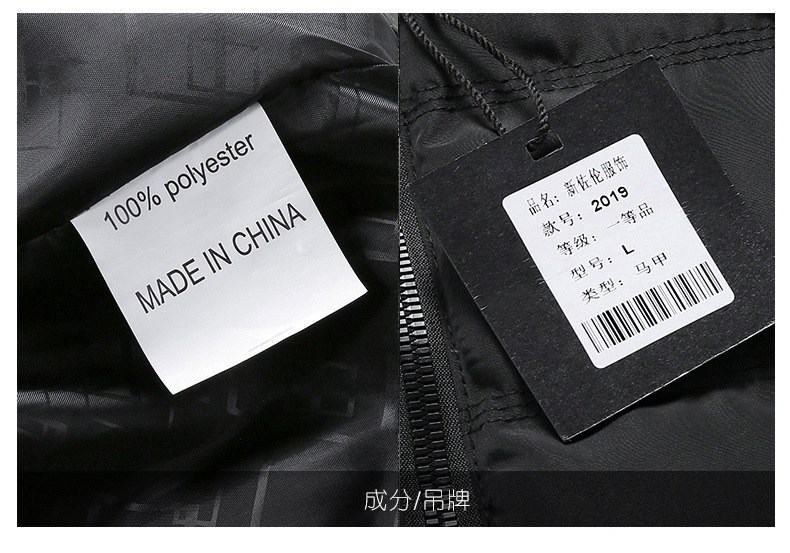 100% polyester
MADE IN CHINA
品名: 新佐伦服饰
款号: 2019
等级: 一等品
型号: L
类型: 马甲
成分/吊牌